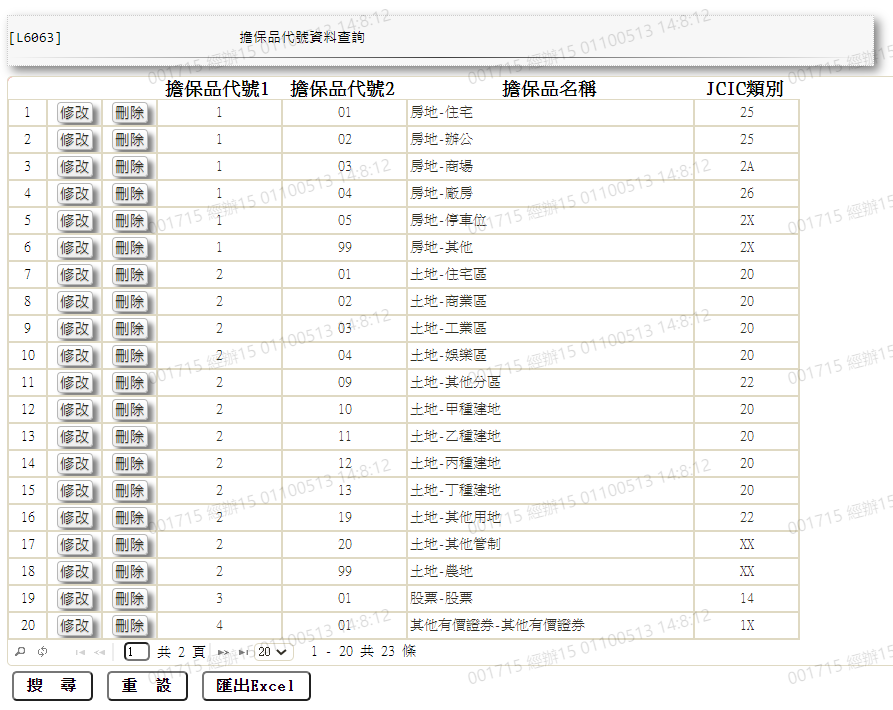 [L6063] 擔保品代號資料查詢
擔保品代號1 擔保品代號2 擔保品名稱 JCIC類別
1 修改 刪除 1 01 房地-住宅 25
2 修改 刪除 1 02 房地-辦公 25
3 修改 刪除 1 03 房地-商場 2A
4 修改 刪除 1 04 房地-廠房 26
5 修改 刪除 1 05 房地-停車位 2X
6 修改 刪除 1 99 房地-其他 2X
7 修改 刪除 2 01 土地-住宅區 20
8 修改 刪除 2 02 土地-商業區 20
9 修改 刪除 2 03 土地-工業區 20
10 修改 刪除 2 04 土地-娛樂區 20
11 修改 刪除 2 09 土地-其他分區 22
12 修改 刪除 2 10 土地-甲種建地 20
13 修改 刪除 2 11 土地-乙種建地 20
14 修改 刪除 2 12 土地-丙種建地 20
15 修改 刪除 2 13 土地-丁種建地 20
16 修改 刪除 2 19 土地-其他用地 22
17 修改 刪除 2 20 土地-其他管制 XX
18 修改 刪除 2 99 土地-農地 XX
19 修改 刪除 3 01 股票-股票 14
20 修改 刪除 4 01 其他有價證券-其他有價證券 1X
1 共 2 頁 20 1 - 20 共 23 條
搜 尋 重 設 匯出Excel
001715 經辦15 01100513 14:8:12